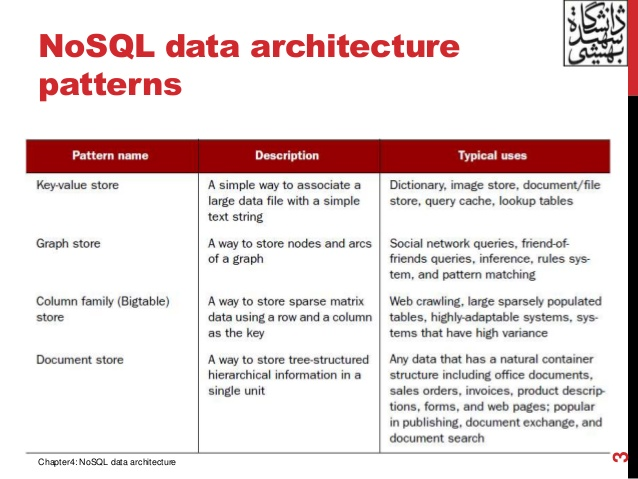 NoSQL data architecture
patterns
دانشگاه
شهید
بهشتی
Pattern name
Description
Typical uses
Key-value store
A simple way to associate a
large data file with a simple
text string
Dictionary, image store, document/file
store, query cache, lookup tables
Graph store
A way to store nodes and arcs
of a graph
Social network queries, friend-of-
friends queries, inference, rules sys-
tem, and pattern matching
Column family (Bigtable)
store
A way to store sparse matrix
data using a row and a column
as the key
Web crawling, large sparsely populated
tables, highly-adaptable systems, sys-
tems that have high variance
Document store
A way to store tree-structured
hierarchical information in a
single unit
Any data that has a natural container
structure including office documents,
sales orders, invoices, product descrip-
tions, forms, and web pages; popular
in publishing, document exchange, and
document search
Chapter4: NoSQL data architecture
3